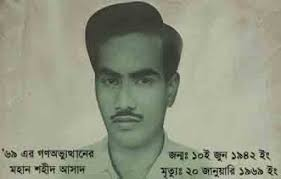 '৬৯ এর গণঅভ্যুত্থানের
মহান শহীদ আসাদ
জন্মঃ ১০ই জুন ১৯৪২ ইং
মৃত্যুঃ ২০ জানুয়ারি ১৯৬৯ ইং